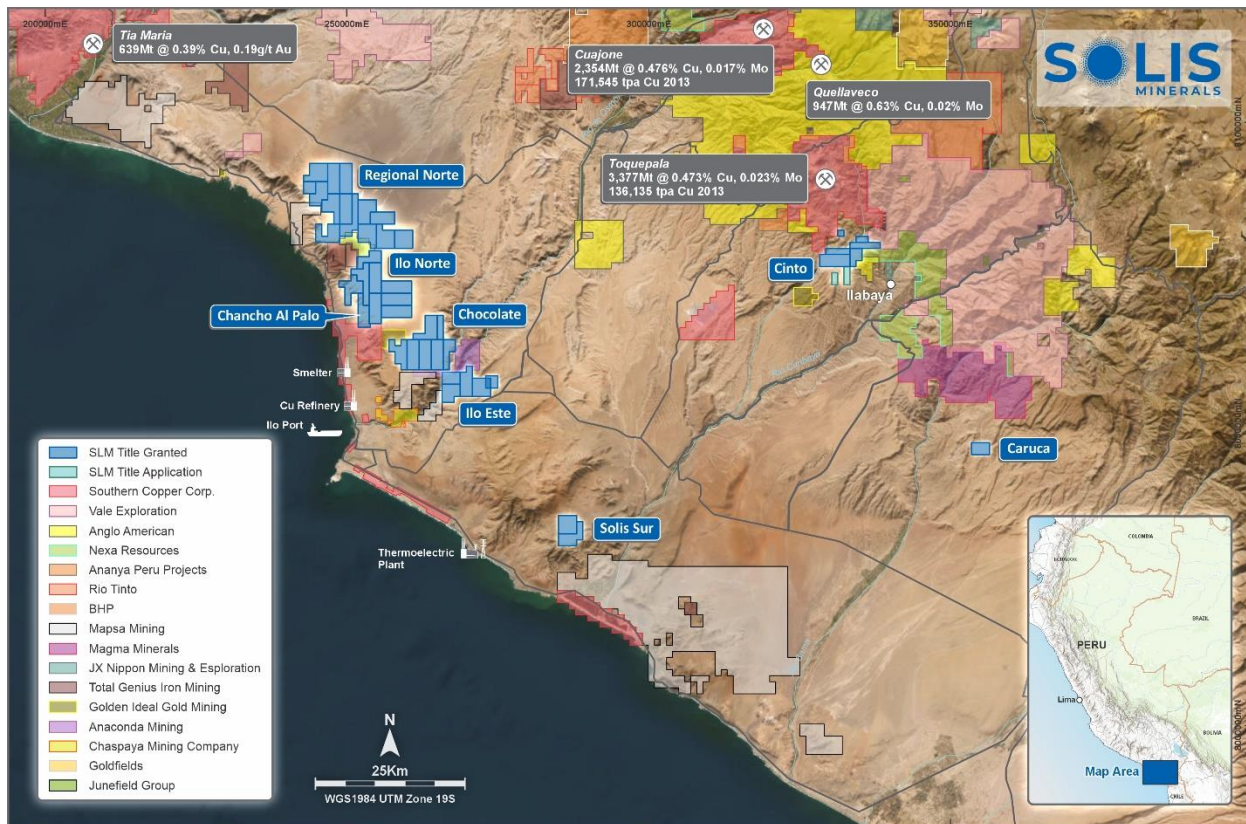 200000mE
250000mE
300000mE
350000mE
Tia Maria
639Mt @ 0.39% Cu, 0.19g/t Au
Cuajone
2,354Mt @ 0.476% Cu, 0.017% Mo
171,545 tpa Cu 2013
Quellaveco
947Mt @ 0.63% Cu, 0.02% Mo
SOLIS
MINERALS
Toquepala
3,377Mt @ 0.473% Cu, 0.023% Mo
136,135 tpa Cu 2013
Regional Norte
Ilo Norte
Cinto
Ilabaya
Chancho Al Palo
Chocolate
Smelter
Cu Refinery
Ilo Este
Ilo Port
Caruca
Solis Sur
Thermoelectric
Plant
SLM Title Granted
SLM Title Application
Southern Copper Corp.
Vale Exploration
Anglo American
Nexa Resources
Ananya Peru Projects
Rio Tinto
BHP
Mapsa Mining
Magma Minerals
JX Nippon Mining & Esploration
Total Genius Iron Mining
Golden Ideal Gold Mining
Anaconda Mining
Chaspaya Mining Company
Goldfields
Junefield Group
N
25Km
WGS1984 UTM Zone 19S
COLOMBIA
ECUADOR
BRAZIL
PERU
Lima
BOLIVIA
Map Area
CHILE